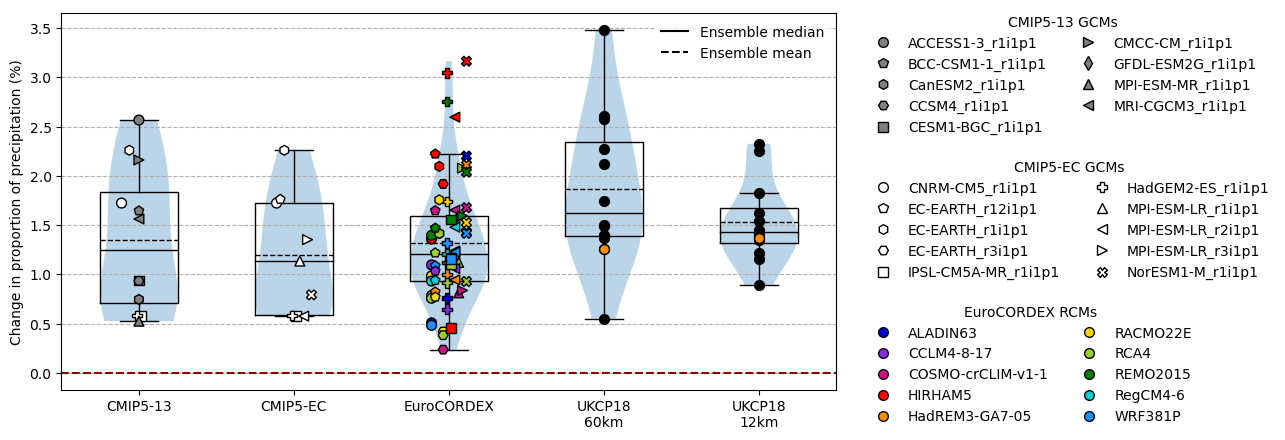 Change in proportion of precipitation (%)
3.5
3.0
2.5
2.0
1.5
1.0
0.5
0.0
Ensemble median
Ensemble mean
CMIP5-13
CMIP5-EC
EuroCORDEX
UKCP18
60km
UKCP18
12km
CMIP5-13 GCMs
ACCESS1-3_r1i1p1
BCC-CSM1-1_r1i1p1
CanESM2_r1i1p1
CCSM4_r1i1p1
CESM1-BGC_r1i1p1
CMCC-CM_r1i1p1
GFDL-ESM2G_r1i1p1
MPI-ESM-MR_r1i1p1
MRI-CGCM3_r1i1p1
CMIP5-EC GCMs
CNRM-CM5_r1i1p1
EC-EARTH_r12i1p1
EC-EARTH_r1i1p1
EC-EARTH_r3i1p1
IPSL-CM5A-MR_r1i1p1
HadGEM2-ES_r1i1p1
MPI-ESM-LR_r1i1p1
MPI-ESM-LR_r2i1p1
MPI-ESM-LR_r3i1p1
NorESM1-M_r1i1p1
EuroCORDEX RCMs
ALADIN63
CCLM4-8-17
COSMO-crCLIM-v1-1
HIRHAM5
HadREM3-GA7-05
RACMO22E
RCA4
REMO2015
RegCM4-6
WRF381P